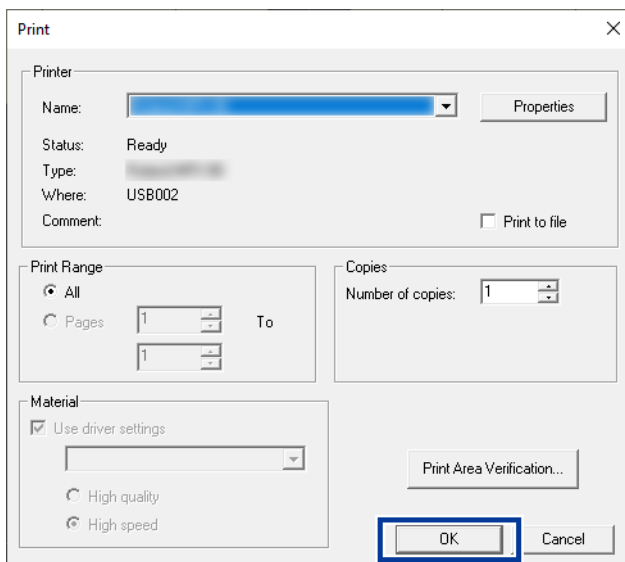 Print
Printer
Name:
Properties
Status: Ready
Type:
Where: USB002
Comment:
Print to file
Print Range
All
Pages 1 To
1
Copies
Number of copies: 1
Material
Use driver settings
High quality
High speed
Print Area Verification...
OK Cancel